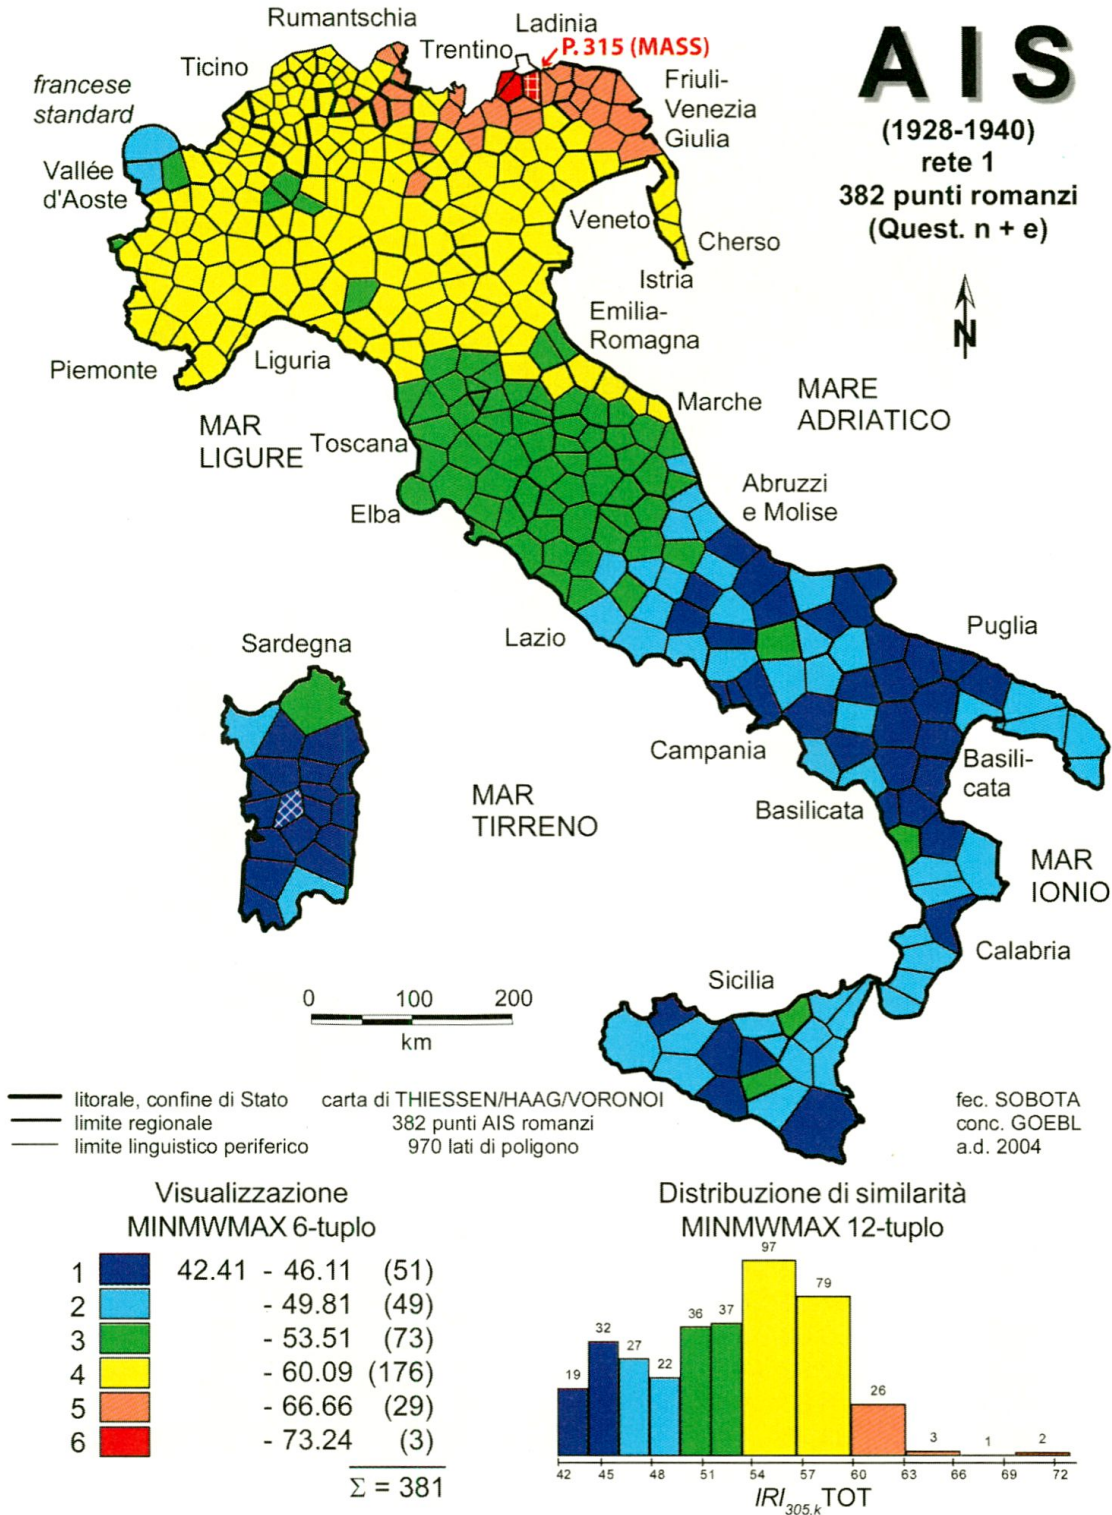 AIS
(1928-1940)
rete 1
382 punti romanzi
(Quest. n + e)
Rumantschia
Ladinia
Trentino
P. 315 (MASS)
Ticino
francese
standard
Friuli-
Venezia
Giulia
Vallée
d'Aoste
Veneto
Cherso
Istria
N
Emilia-
Romagna
Piemonte
Liguria
Marche
MARE
ADRIATICO
MAR
LIGURE
Toscana
Elba
Abruzzi
e Molise
Lazio
Puglia
Sardegna
Campania
Basili-
cata
Basilicata
MAR
TIRRENO
MAR
IONIO
Calabria
Sicilia
0 100 200
km
litorale, confine di Stato
limite regionale
limite linguistico periferico
carta di THIESSEN/HAAG/VORONOI
382 punti AIS romanzi
970 lati di poligono
fec. SOBOTA
conc. GOEBL
a.d. 2004
Visualizzazione
MINMWMAX 6-tuplo
1 42.41 - 46.11 (51)
2 - 49.81 (49)
3 - 53.51 (73)
4 - 60.09 (176)
5 - 66.66 (29)
6 - 73.24 (3)
Σ = 381
Distribuzione di similarità
MINMWMAX 12-tuplo
19 32 27 22 36 37 97 79 26 3 1 2
42 45 48 51 54 57 60 63 66 69 72
IRI305,kTOT